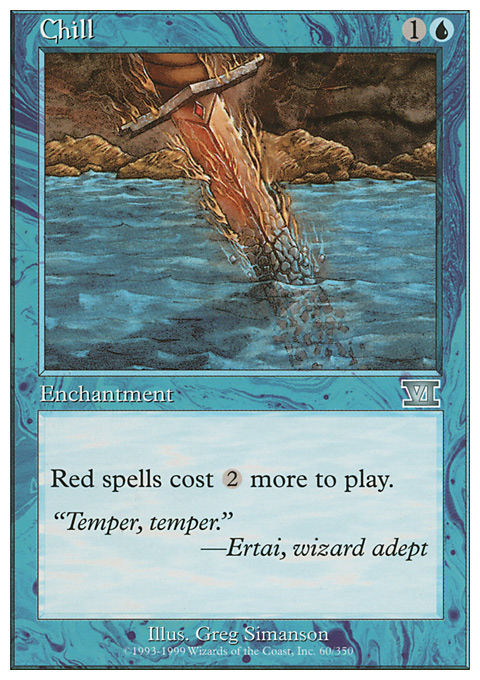 Chill 1
Enchantment VI
Red spells cost 2 more to play.
“Temper, temper.”
—Ertai, wizard adept
Illus. Greg Simanson
©1993-1999 Wizards of the Coast, Inc. 60/350